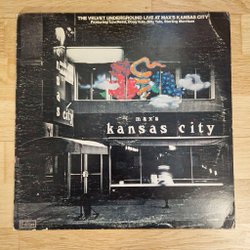 THE VELVET UNDERGROUND LIVE AT MAX'S KANSAS CITY
Featuring Lou Reed, Doug Yule, Billy Yule, Sterling Morrison
max's
kansas city